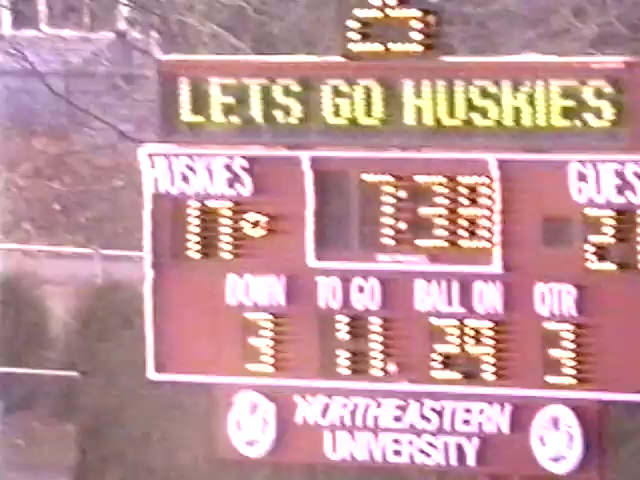 LETS GO HUSKIES
HUSKIES 7:38
17
DOWN TO GO BALL ON QTR
3 11 29 3
NORTHEASTERN
UNIVERSITY